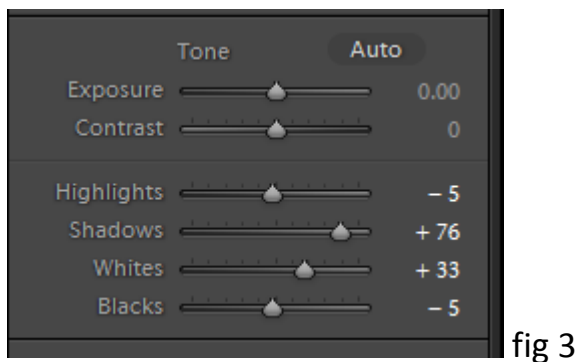 Tone Auto
Exposure 0.00
Contrast 0
Highlights – 5
Shadows + 76
Whites + 33
Blacks – 5
fig 3